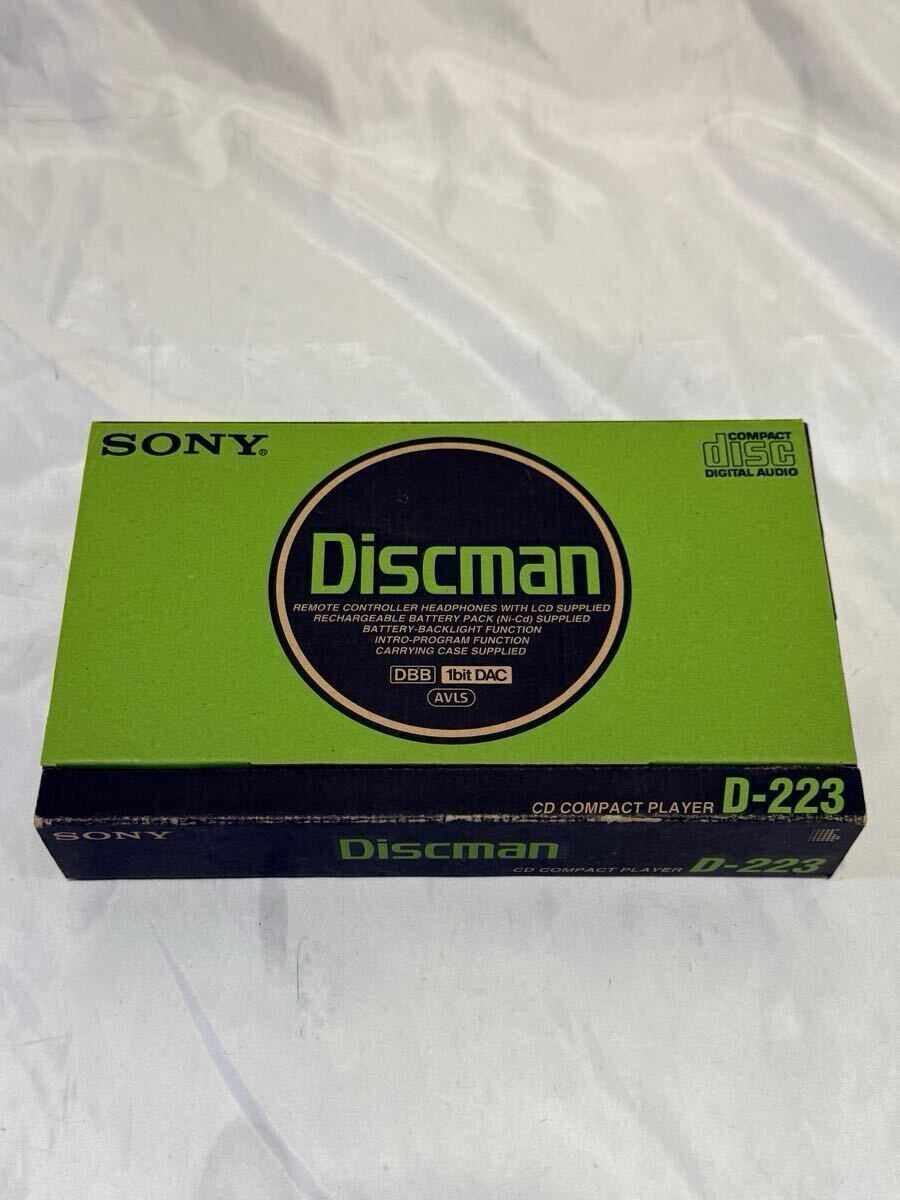 SONY®
COMPACT
disc
DIGITAL AUDIO
Discman
REMOTE CONTROLLER HEADPHONES WITH LCD SUPPLIED
RECHARGEABLE BATTERY PACK (Ni-Cd) SUPPLIED
BATTERY-BACKLIGHT FUNCTION
INTRO-PROGRAM FUNCTION
CARRYING CASE SUPPLIED
DBB 1bit DAC
AVLS
CD COMPACT PLAYER D-223
SONY
Discman
CD COMPACT PLAYER D-223